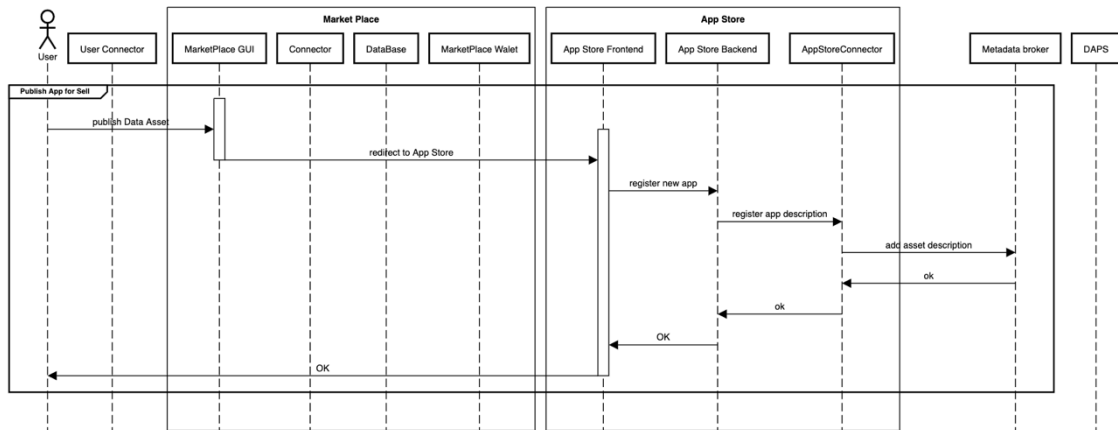 Market Place
App Store
User
User Connector
MarketPlace GUI
Connector
DataBase
MarketPlace Walet
App Store Frontend
App Store Backend
AppStoreConnector
Metadata broker
DAPS
Publish App for Sell
publish Data Asset
redirect to App Store
register new app
register app description
add asset description
ok
ok
OK
OK